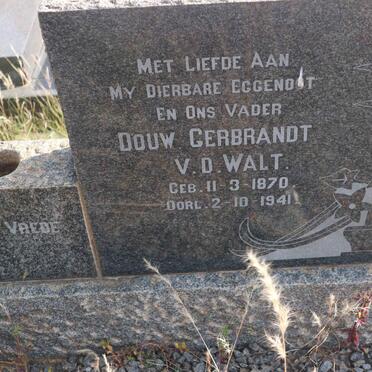 MET LIEFDE AAN
MY DIERBARE EGGENOOT
EN ONS VADER
DOUW GERBRANDT
V.D. WALT.
GEB. 11-3-1870
OORL. 2-10-1941
VREDE